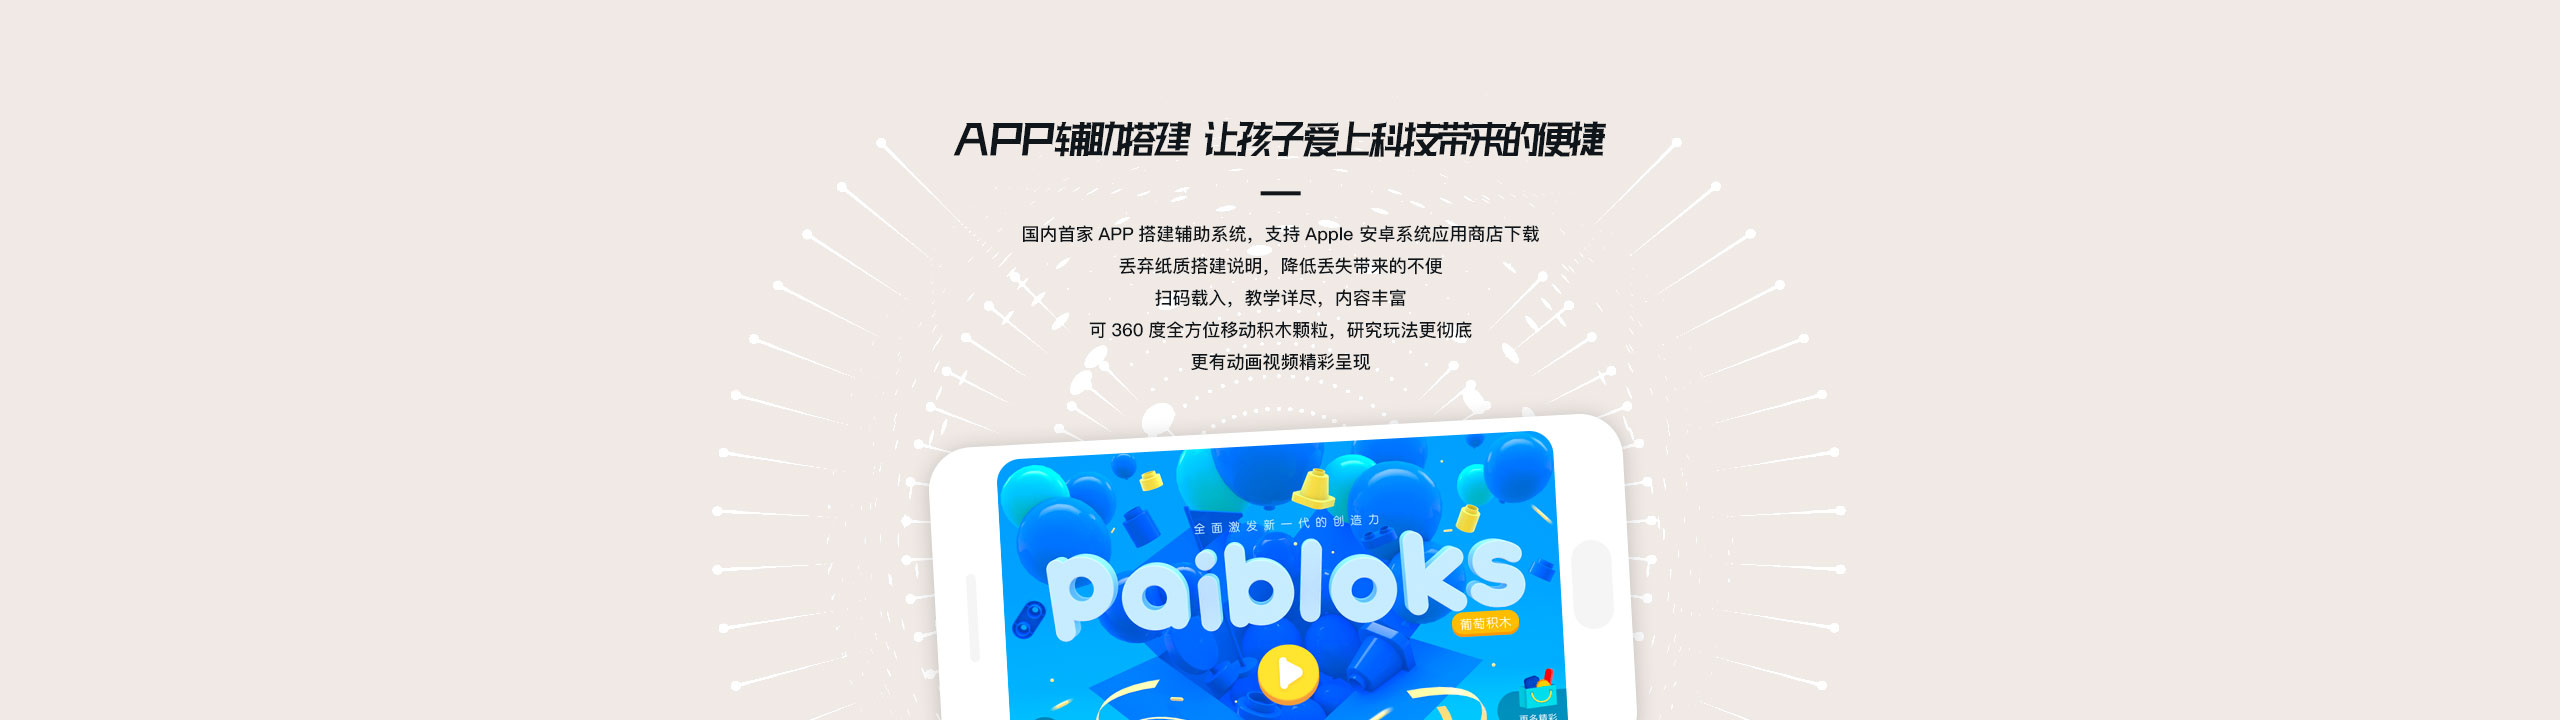 APP辅助搭建 让孩子爱上科技带来的便捷
国内首家 APP 搭建辅助系统，支持 Apple 安卓系统应用商店下载
丢弃纸质搭建说明，降低丢失带来的不便
扫码载入，教学详尽，内容丰富
可 360 度全方位移动积木颗粒，研究玩法更彻底
更有动画视频精彩呈现
全面激发新一代的创造力
paibloks
葡萄积木
更多精彩